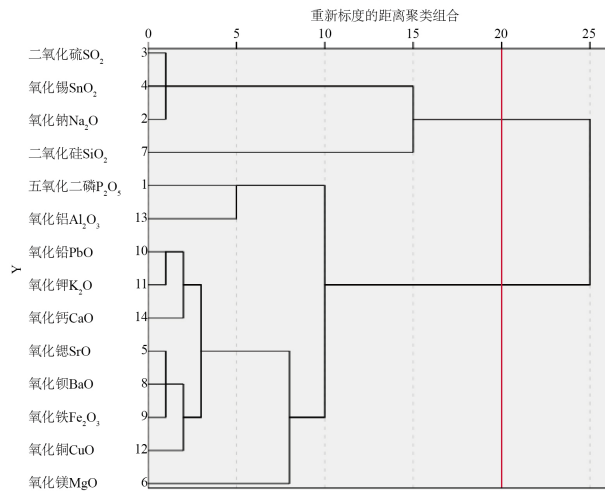 重新标度的距离聚类组合
0 5 10 15 20 25
二氧化硫SO₂ 3
氧化锡SnO₂ 4
氧化钠Na₂O 2
二氧化硅SiO₂ 7
五氧化二磷P₂O₅ 1
氧化铝Al₂O₃ 13
氧化铅PbO 10
Y
氧化钾K₂O 11
氧化钙CaO 14
氧化锶SrO 5
氧化钡BaO 8
氧化铁Fe₂O₃ 9
氧化铜CuO 12
氧化镁MgO 6